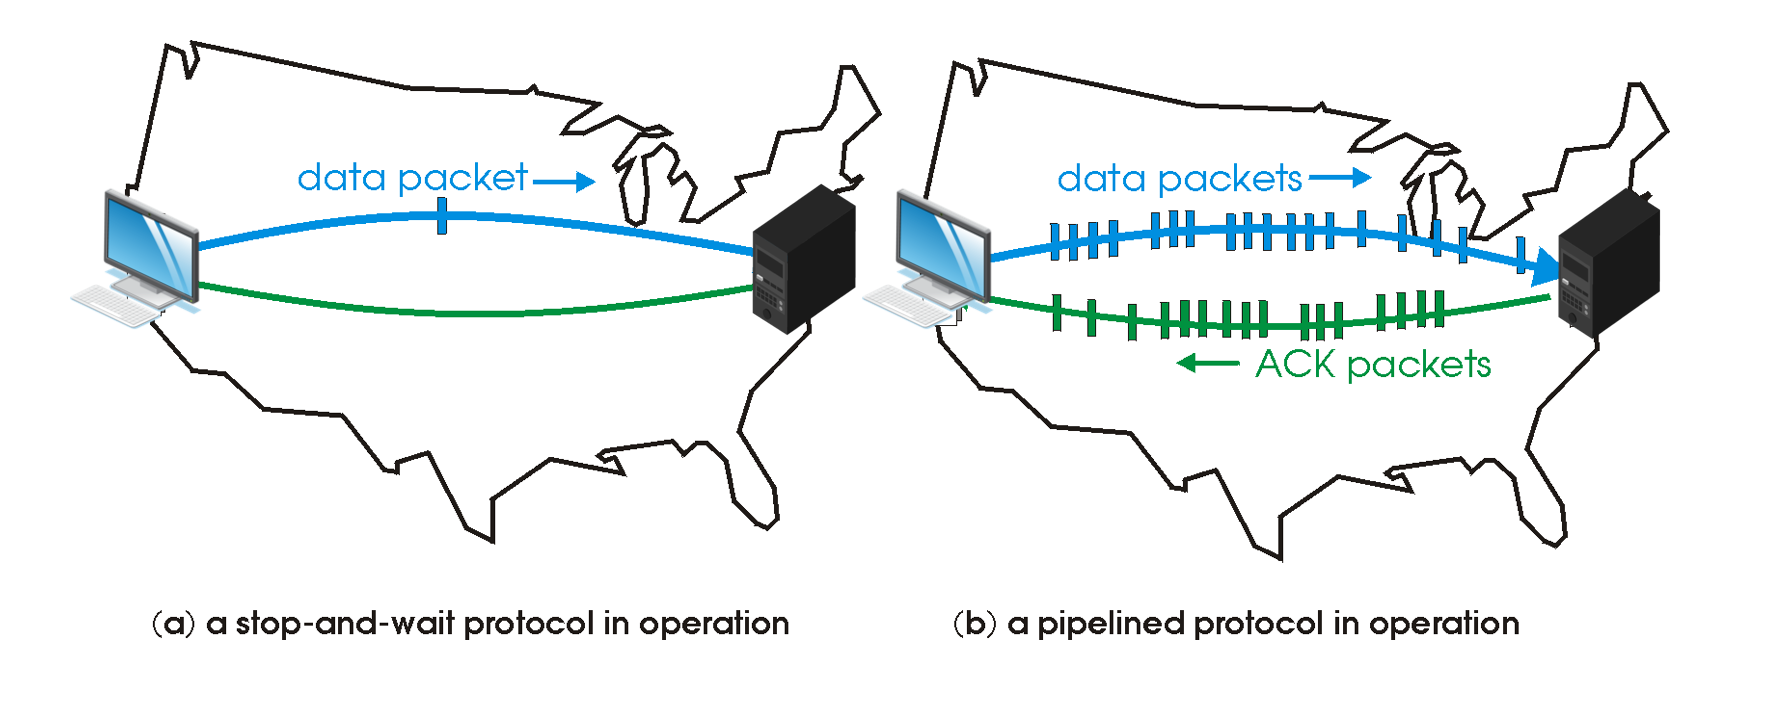 data packet
data packets
ACK packets
(a) a stop-and-wait protocol in operation
(b) a pipelined protocol in operation